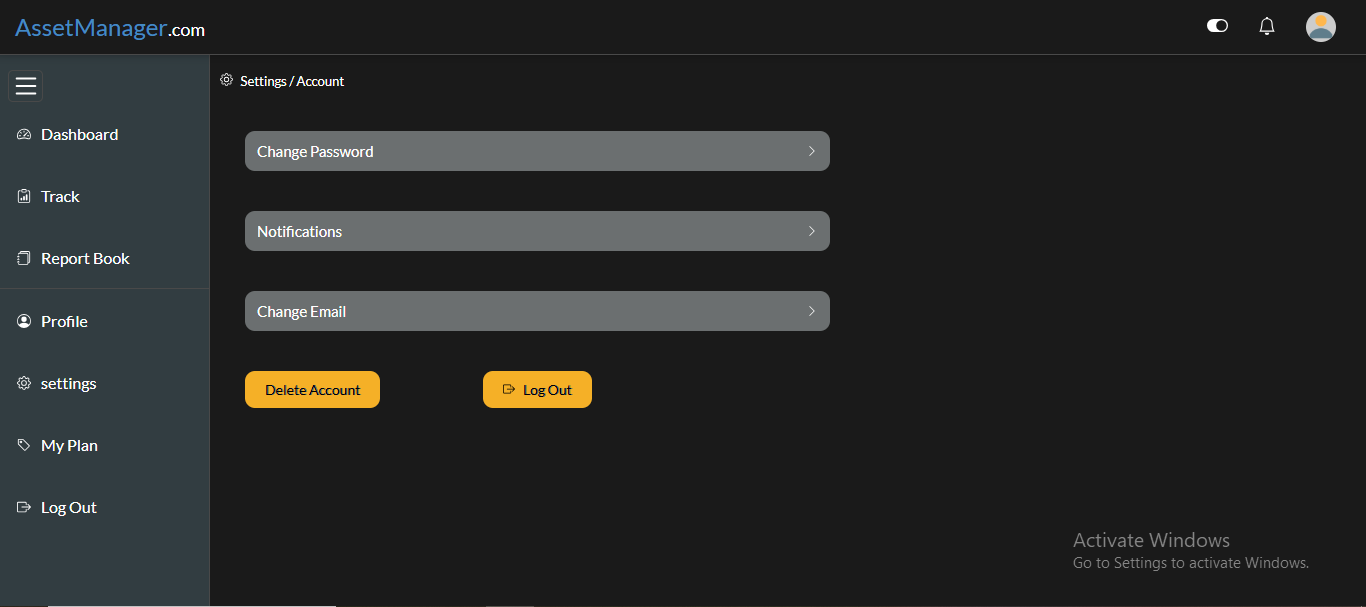 AssetManager.com
Settings / Account
Dashboard
Track
Report Book
Profile
settings
My Plan
Log Out
Change Password
Notifications
Change Email
Delete Account
Log Out
Activate Windows
Go to Settings to activate Windows.